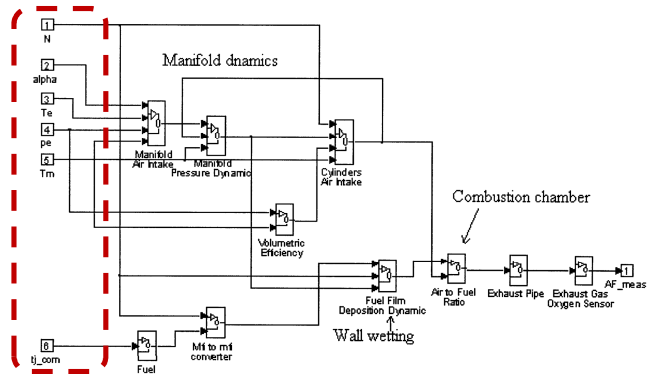 1
N
2
alpha
3
Te
4
pe
5
Tm
Manifold dnamics
Manifold
Air Intake
Manifold
Pressure Dynamic
Cylinders
Air Intake
Volumetric
Efficiency
Combustion chamber
Fuel Film
Deposition Dynamic
Wall wetting
Air to Fuel
Ratio
Exhaust Pipe
Exhaust Gas
Oxygen Sensor
1
AF_meas
6
tj_com
Fuel
Mfi to mfi
converter